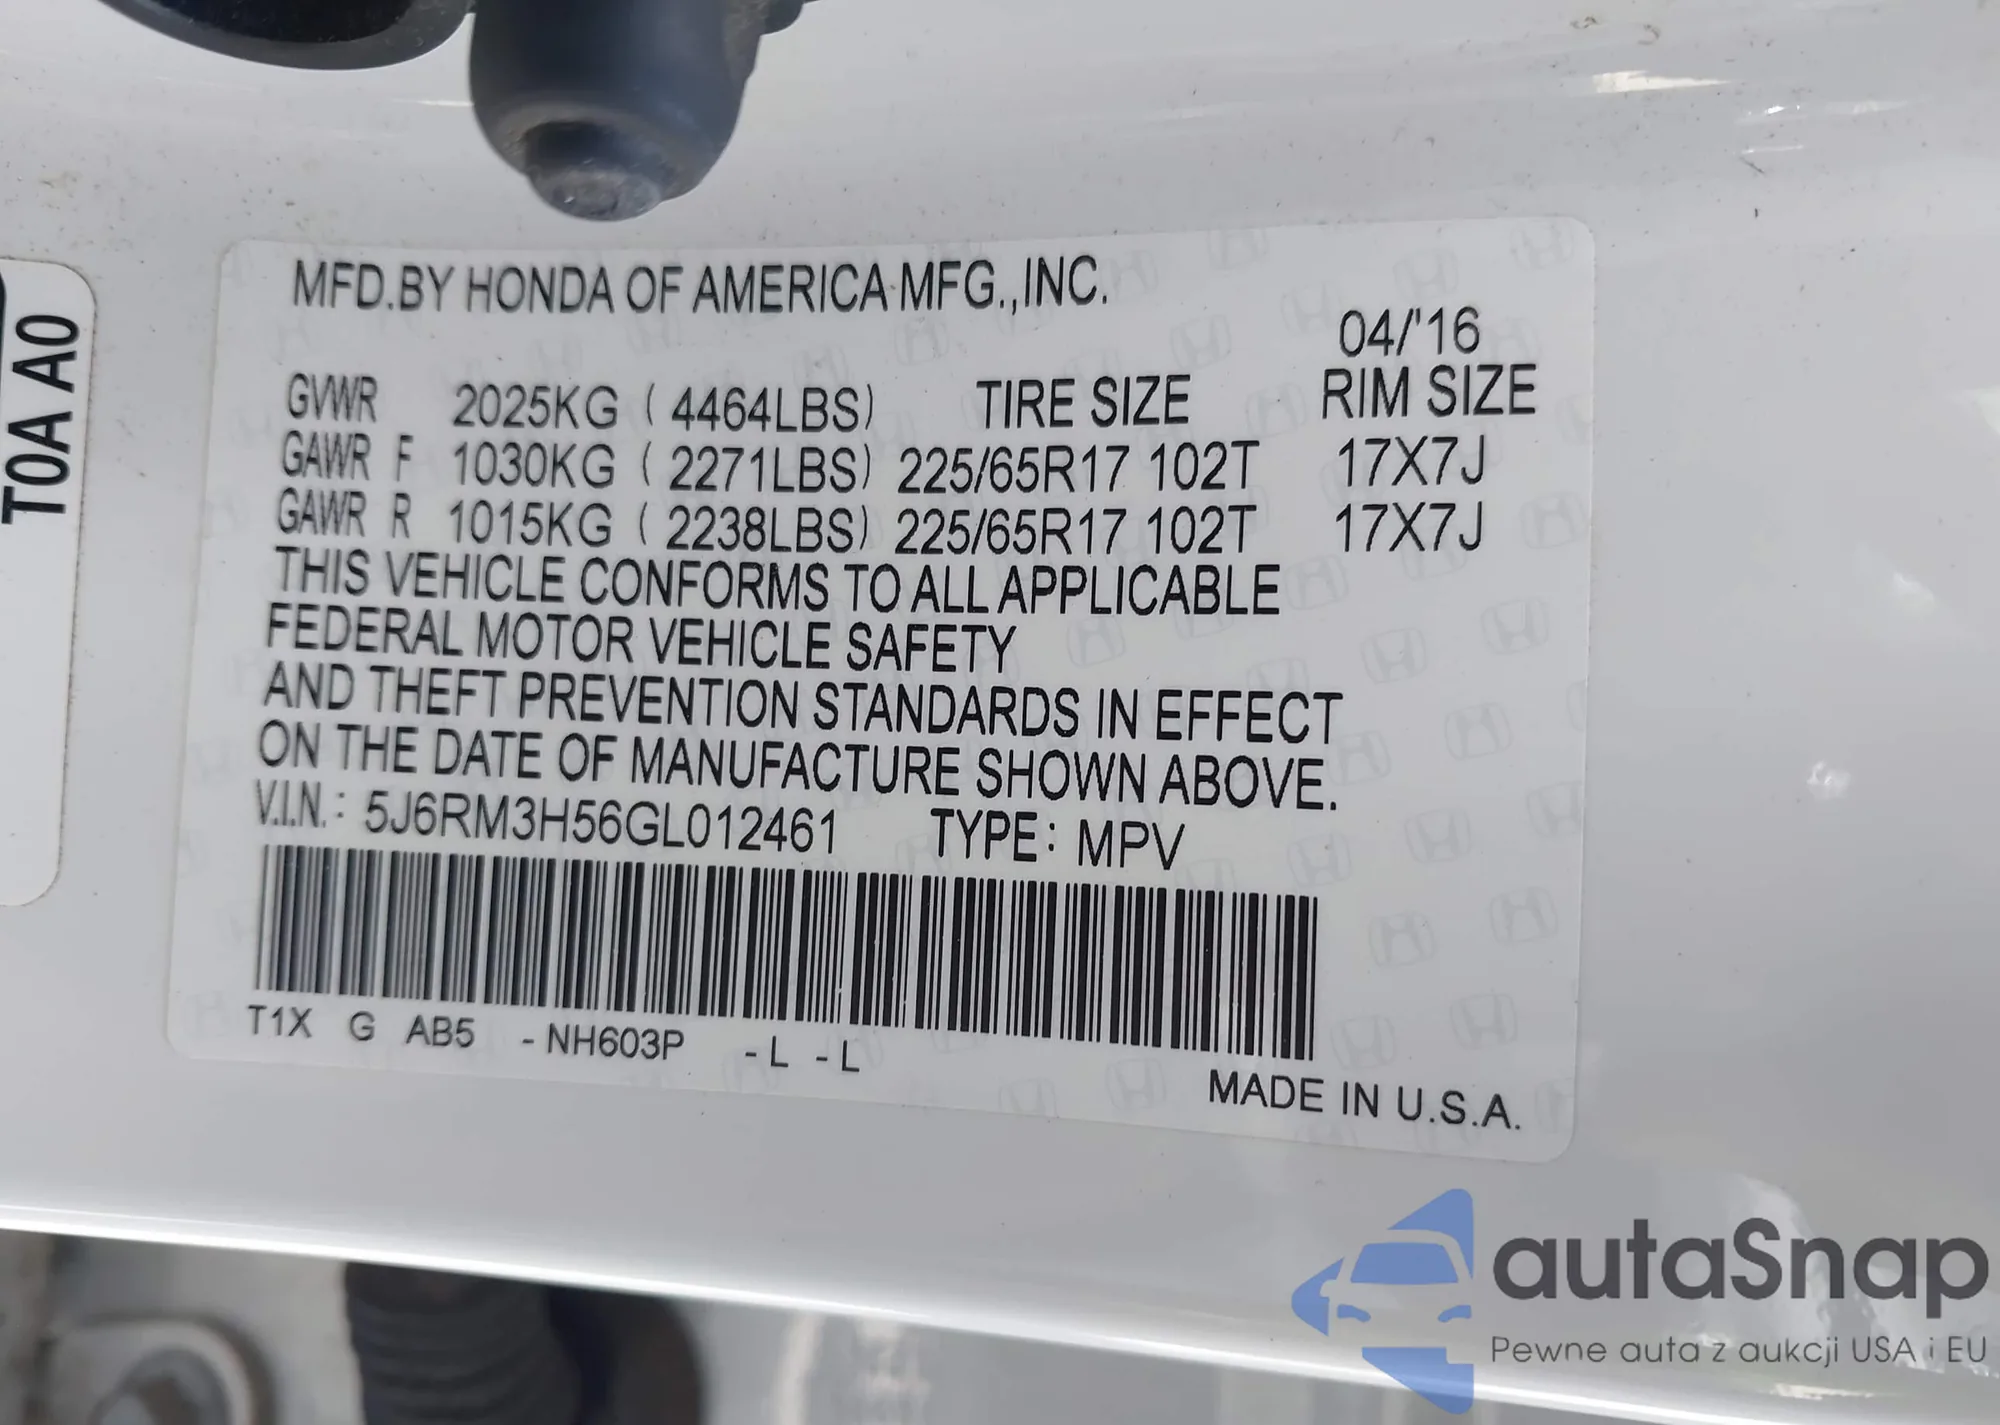 MFD.BY HONDA OF AMERICA MFG.,INC.
04/'16
GVWR 2025KG ( 4464LBS) TIRE SIZE RIM SIZE
GAWR F 1030KG ( 2271LBS) 225/65R17 102T 17X7J
GAWR R 1015KG ( 2238LBS) 225/65R17 102T 17X7J
THIS VEHICLE CONFORMS TO ALL APPLICABLE
FEDERAL MOTOR VEHICLE SAFETY
AND THEFT PREVENTION STANDARDS IN EFFECT
ON THE DATE OF MANUFACTURE SHOWN ABOVE.
V.I.N.: 5J6RM3H56GL012461 TYPE: MPV
T1X G AB5 -NH603P -L -L
MADE IN U.S.A.
T0A A0
autoSnap
Pewne auta z aukcji USA i EU